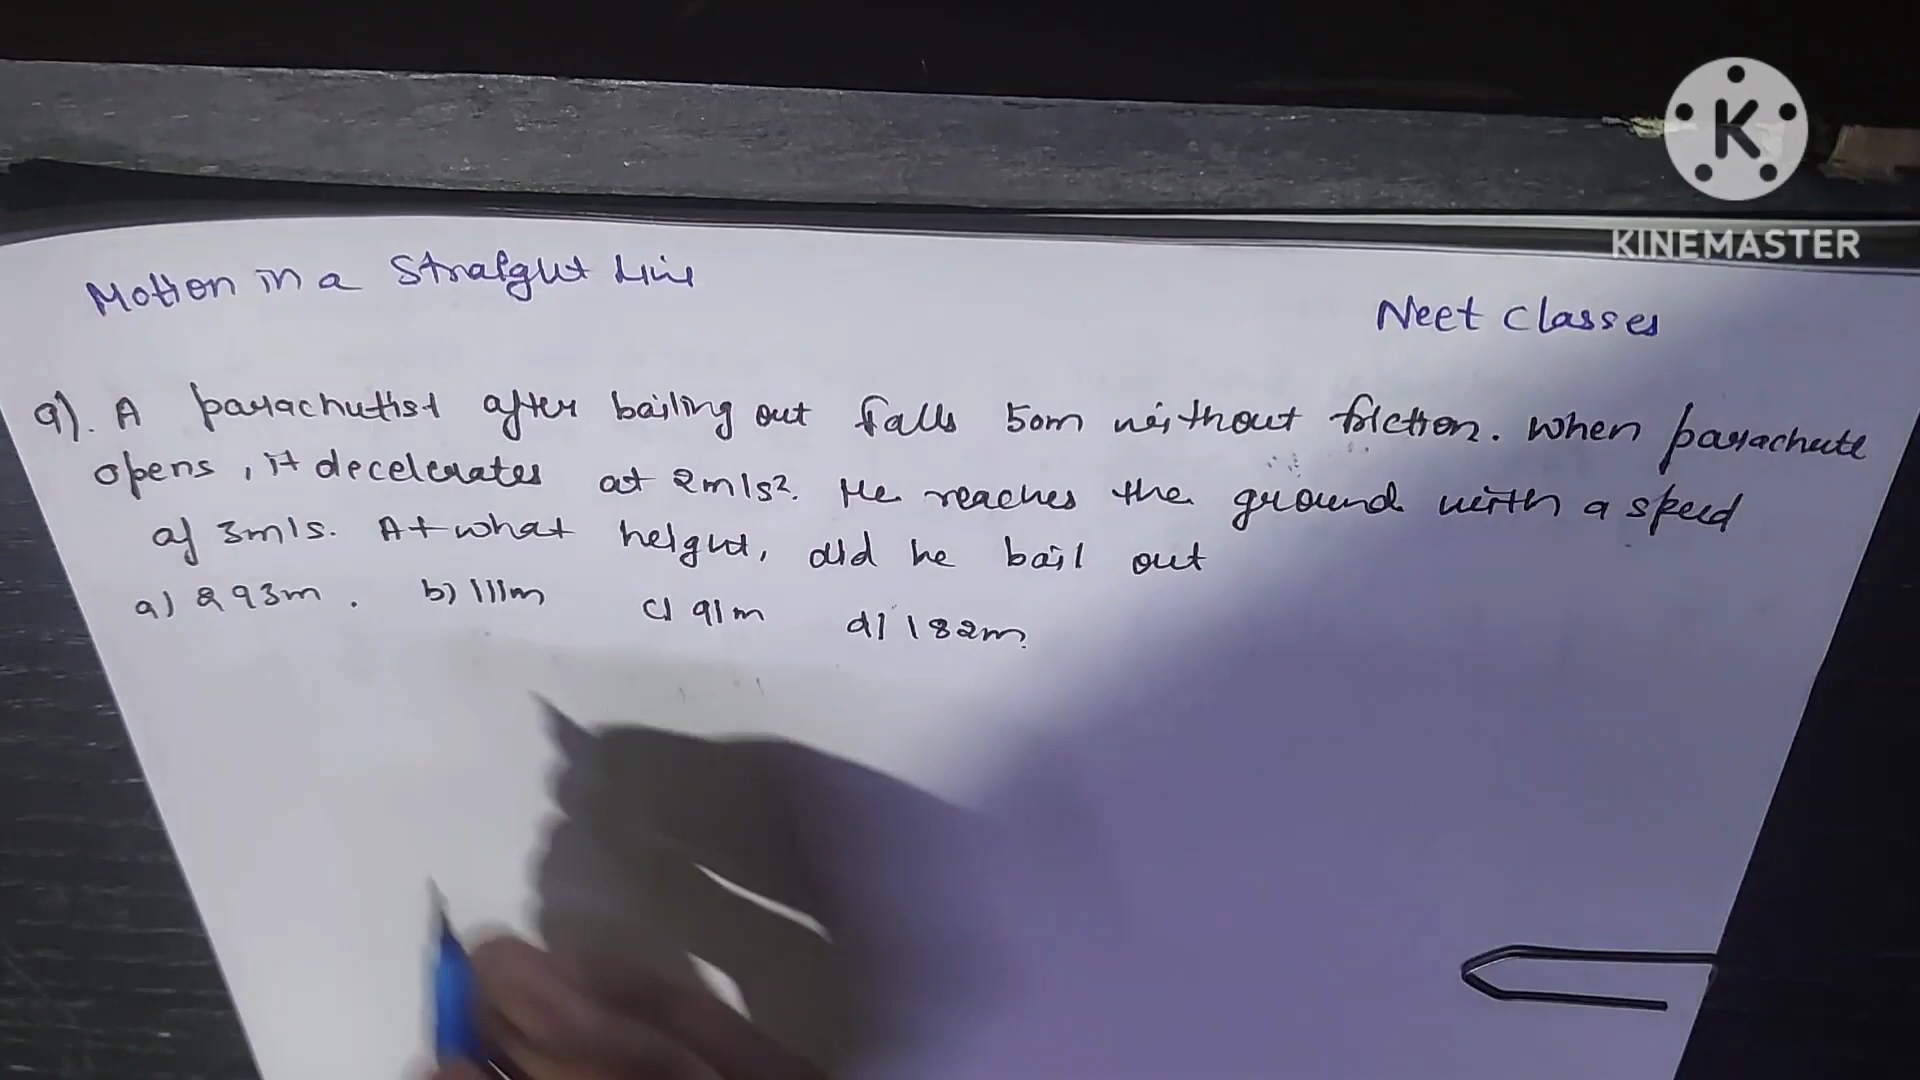 KINEMASTER
Motion in a Straight Line
Neet Classes
q). A parachutist after bailing out falls 50m without friction. When parachute
opens, it decelerates at 2m/s². He reaches the ground with a speed
of 3m/s. At what height, did he bail out
a) 293m. b) 111m c) 91m d) 182m.